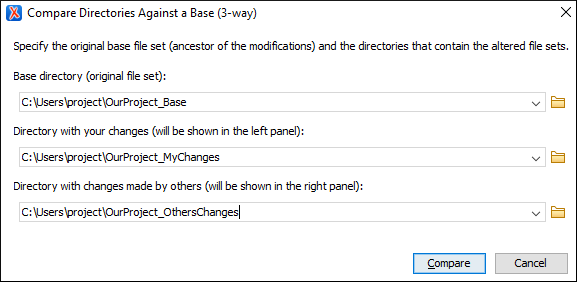 Compare Directories Against a Base (3-way)
Specify the original base file set (ancestor of the modifications) and the directories that contain the altered file sets.
Base directory (original file set):
C:\Users\project\OurProject_Base
Directory with your changes (will be shown in the left panel):
C:\Users\project\OurProject_MyChanges
Directory with changes made by others (will be shown in the right panel):
C:\Users\project\OurProject_OthersChanges
Compare Cancel